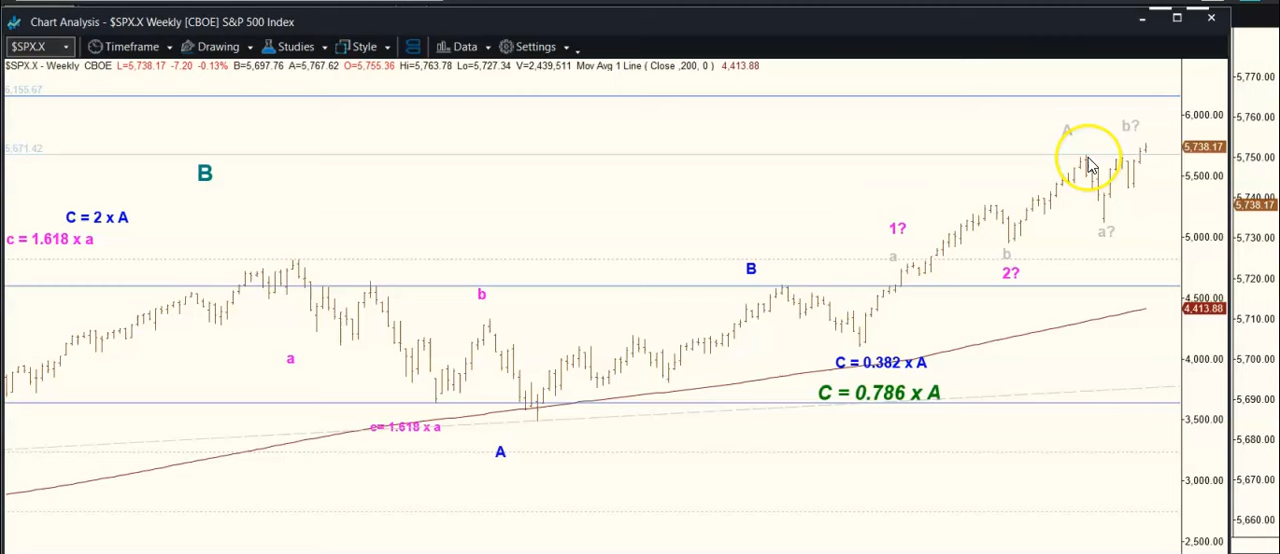 Chart Analysis - $SPX.X Weekly [CBOE] S&P 500 Index
$SPX.X Timeframe Drawing Studies Style Data Settings
$SPX.X - Weekly CBOE L=5,738.17 -7.20 -0.13% B=5,697.76 A=5,767.62 O=5,755.36 Hi=5,763.78 Lo=5,727.34 V=2,439,511 Mov Avg 1 Line ( Close ,200, 0 ) 4,413.88
5,770.00
5,155.67
6,000.00
5,760.00
A
b?
5,671.42
5,738.17
5,750.00
B
5,500.00
5,740.00
5,738.17
C = 2 x A
1?
a?
c = 1.618 x a
5,000.00
5,730.00
a
b
B
2?
5,720.00
b
4,500.00
4,413.88
5,710.00
a
C = 0.382 x A
4,000.00
5,700.00
C = 0.786 x A
5,690.00
c= 1.618 x a
3,500.00
A
5,680.00
5,670.00
3,000.00
5,660.00
2,500.00